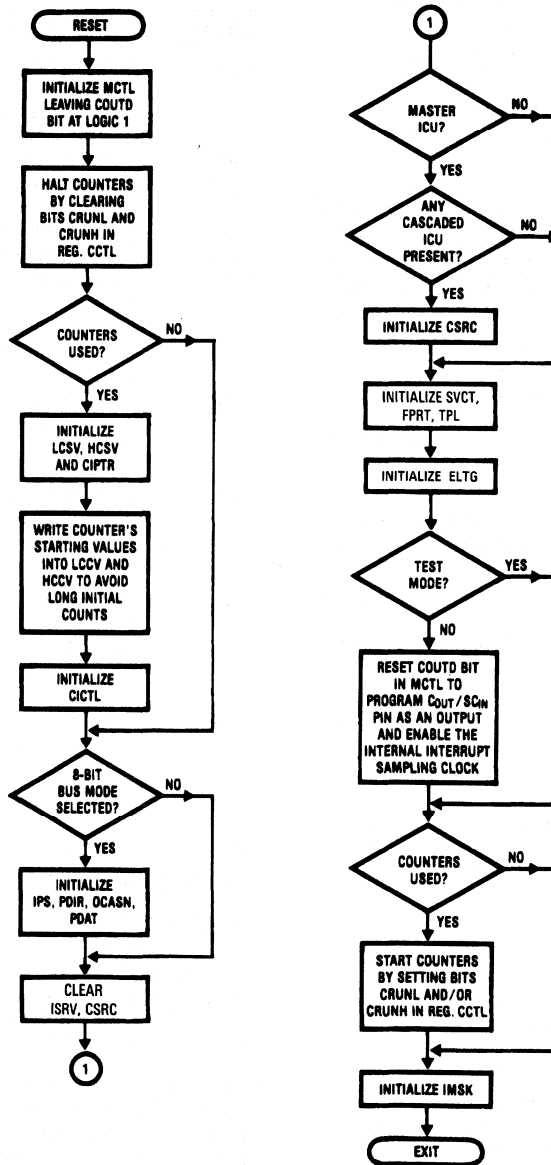 RESET
INITIALIZE MCTL
LEAVING COUTD
BIT AT LOGIC 1
HALT COUNTERS
BY CLEARING
BITS CRUNL AND
CRUNH IN
REG. CCTL
COUNTERS
USED?
NO
YES
INITIALIZE
LCSV, HCSV
AND CIPTR
WRITE COUNTER'S
STARTING VALUES
INTO LCCV AND
HCCV TO AVOID
LONG INITIAL
COUNTS
INITIALIZE
CICTL
8-BIT
BUS MODE
SELECTED?
NO
YES
INITIALIZE
IPS, PDIR, OCASN,
PDAT
CLEAR
ISRV, CSRC
1
1
MASTER
ICU?
NO
YES
ANY
CASCADED
ICU
PRESENT?
NO
YES
INITIALIZE CSRC
INITIALIZE SVCT,
FPRT, TPL
INITIALIZE ELTG
TEST
MODE?
YES
NO
RESET COUTD BIT
IN MCTL TO
PROGRAM COUT/SCIN
PIN AS AN OUTPUT
AND ENABLE THE
INTERNAL INTERRUPT
SAMPLING CLOCK
COUNTERS
USED?
NO
YES
START COUNTERS
BY SETTING BITS
CRUNL AND/OR
CRUNH IN REG. CCTL
INITIALIZE IMSK
EXIT